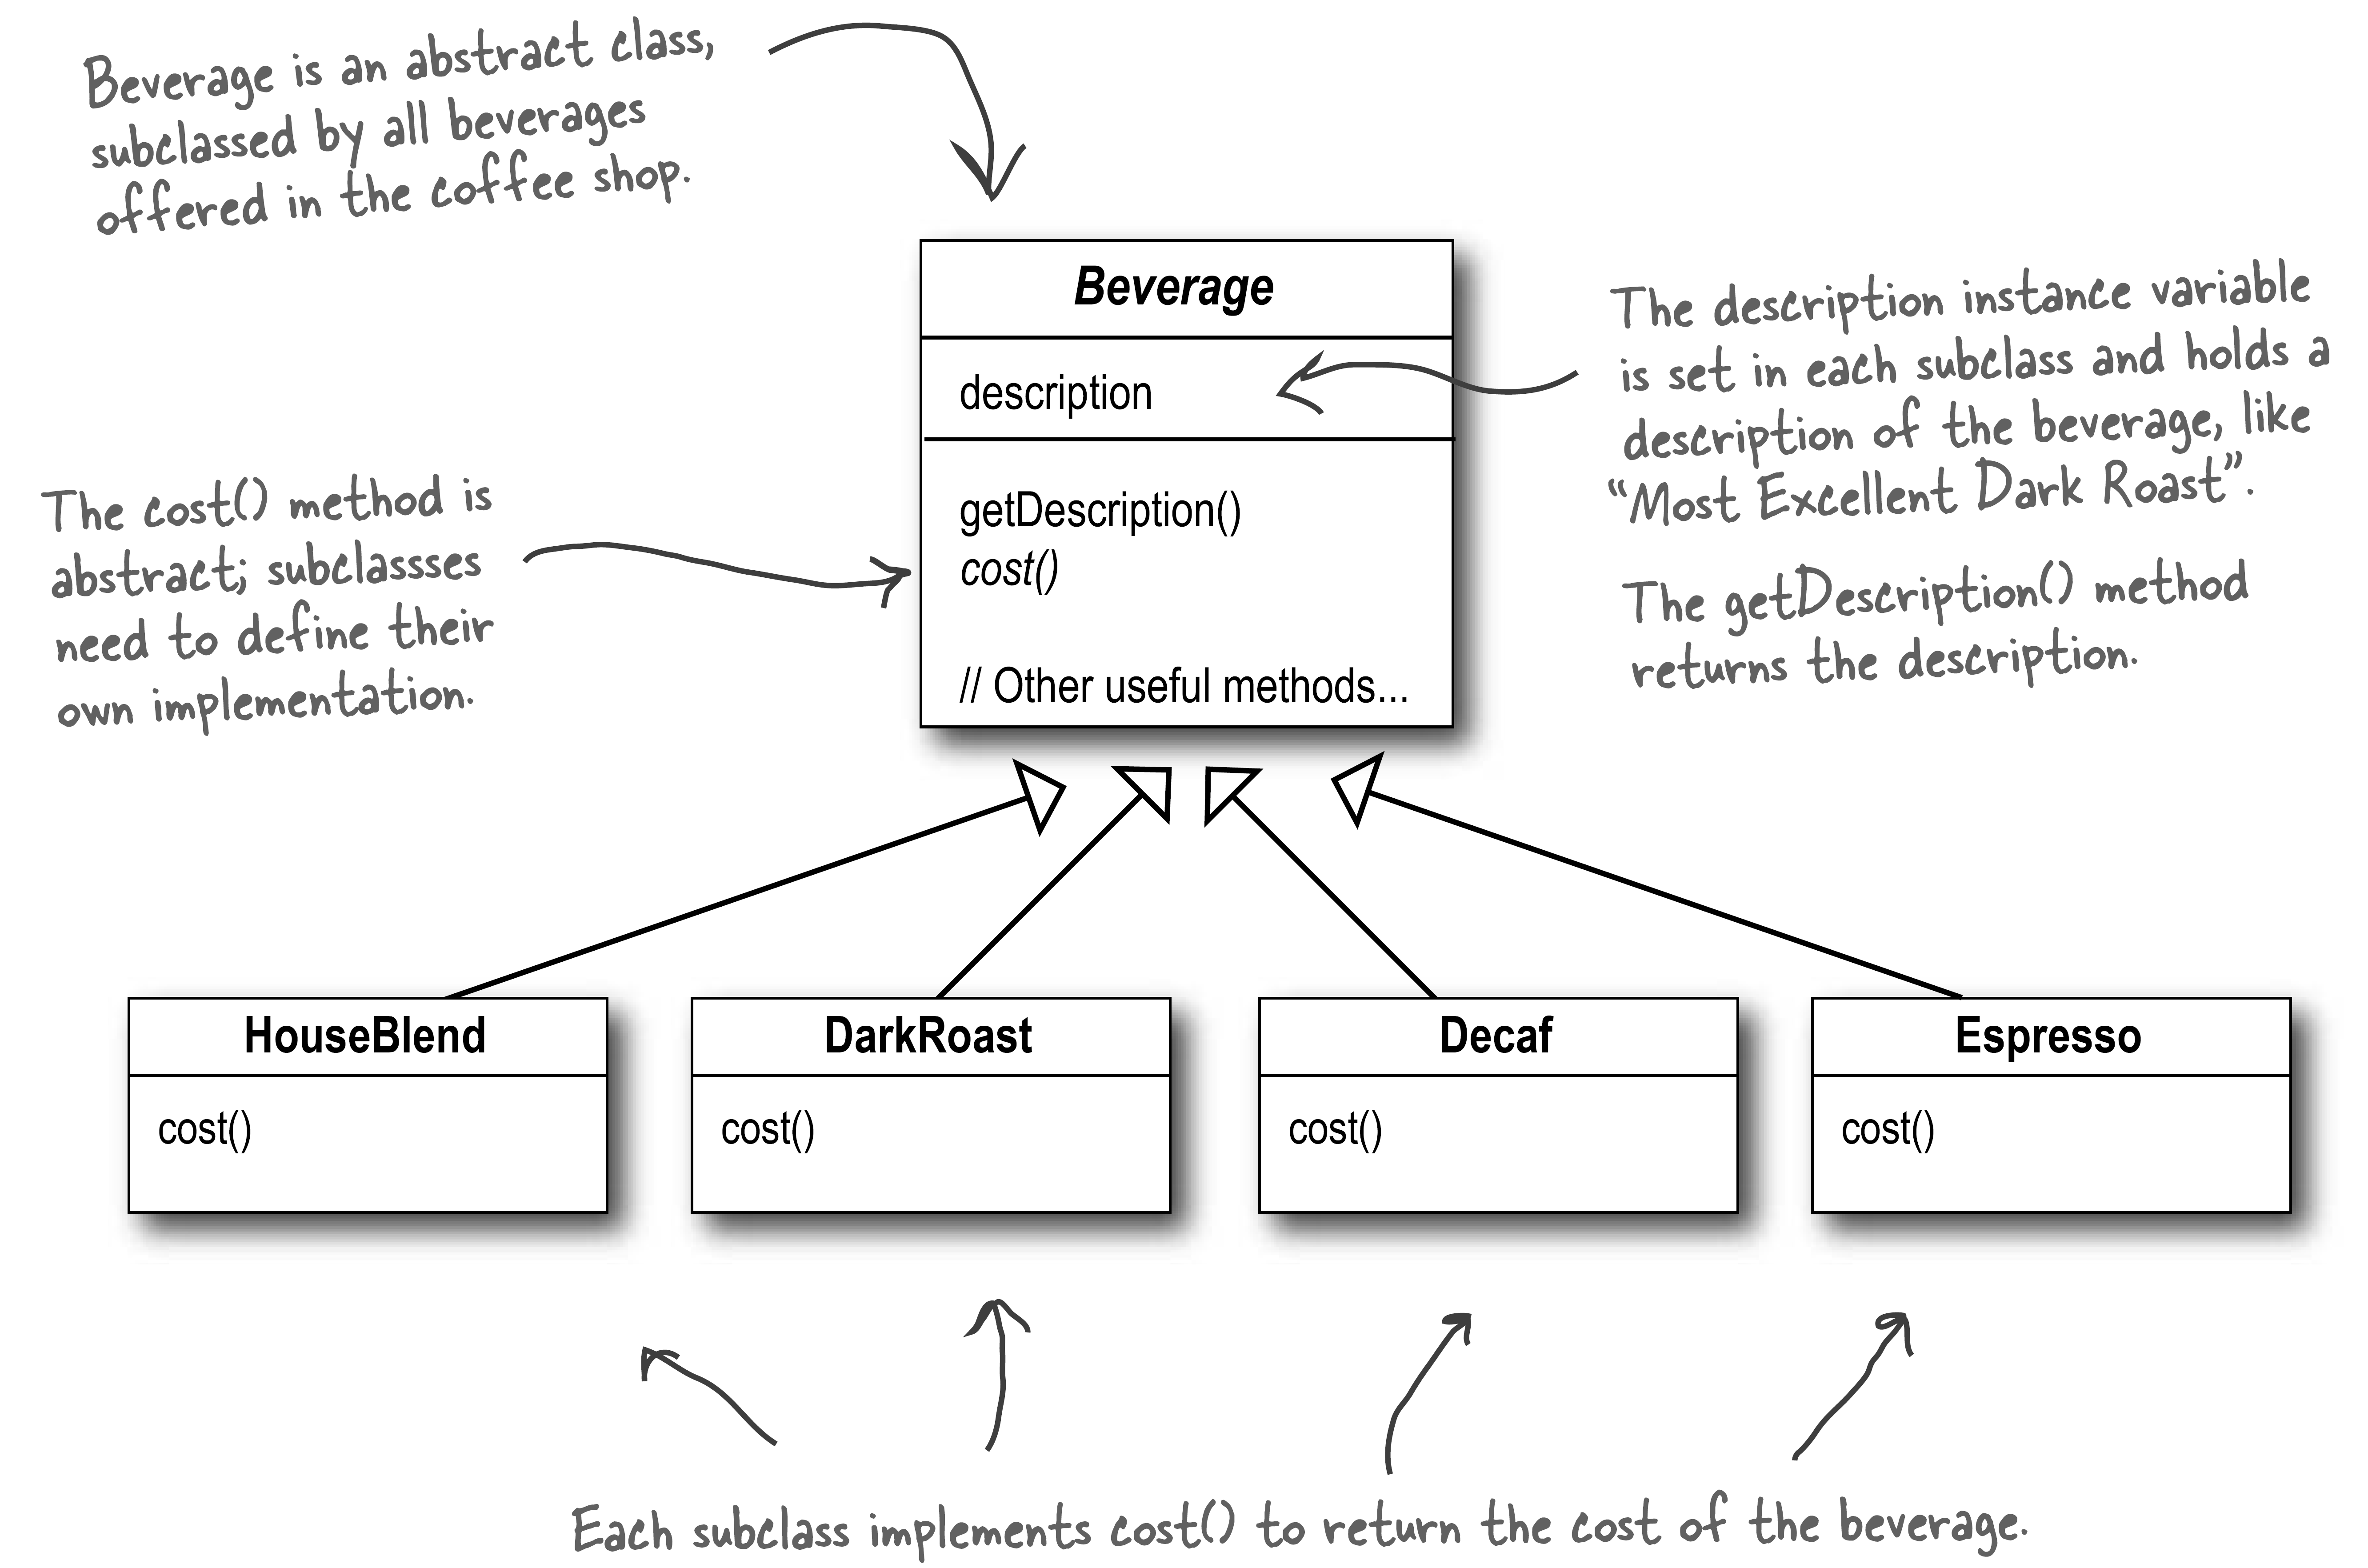 Beverage is an abstract class,
subclassed by all beverages
offered in the coffee shop.
Beverage
description
getDescription()
cost()
// Other useful methods...
The description instance variable
is set in each subclass and holds a
description of the beverage, like
“Most Excellent Dark Roast”.
The getDescription() method
returns the description.
The cost() method is
abstract; subclassses
need to define their
own implementation.
HouseBlend
cost()
DarkRoast
cost()
Decaf
cost()
Espresso
cost()
Each subclass implements cost() to return the cost of the beverage.